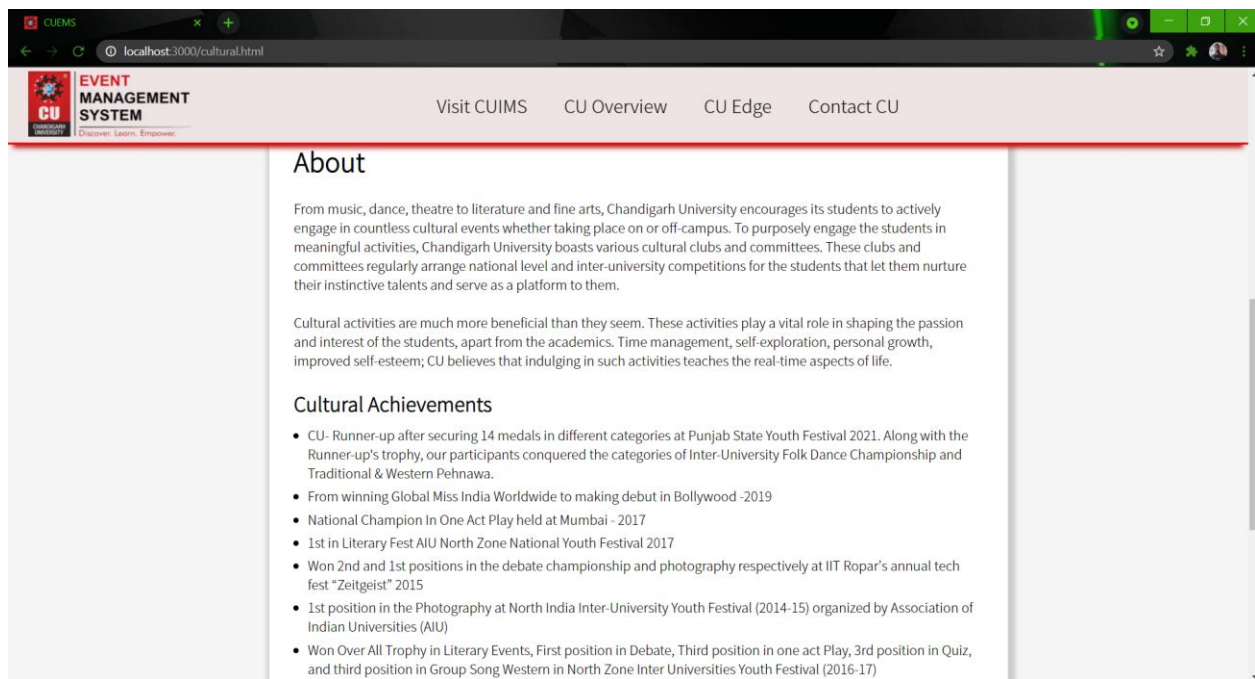 CUEMS
localhost:3000/cultural.html
CU
CHANDIGARH
UNIVERSITY
EVENT
MANAGEMENT
SYSTEM
Discover. Learn. Empower.
Visit CUIMS CU Overview CU Edge Contact CU
About
From music, dance, theatre to literature and fine arts, Chandigarh University encourages its students to actively
engage in countless cultural events whether taking place on or off-campus. To purposely engage the students in
meaningful activities, Chandigarh University boasts various cultural clubs and committees. These clubs and
committees regularly arrange national level and inter-university competitions for the students that let them nurture
their instinctive talents and serve as a platform to them.
Cultural activities are much more beneficial than they seem. These activities play a vital role in shaping the passion
and interest of the students, apart from the academics. Time management, self-exploration, personal growth,
improved self-esteem; CU believes that indulging in such activities teaches the real-time aspects of life.
Cultural Achievements
• CU- Runner-up after securing 14 medals in different categories at Punjab State Youth Festival 2021. Along with the
Runner-up's trophy, our participants conquered the categories of Inter-University Folk Dance Championship and
Traditional & Western Pehnawa.
• From winning Global Miss India Worldwide to making debut in Bollywood -2019
• National Champion In One Act Play held at Mumbai - 2017
• 1st in Literary Fest AIU North Zone National Youth Festival 2017
• Won 2nd and 1st positions in the debate championship and photography respectively at IIT Ropar’s annual tech
fest “Zeitgeist” 2015
• 1st position in the Photography at North India Inter-University Youth Festival (2014-15) organized by Association of
Indian Universities (AIU)
• Won Over All Trophy in Literary Events, First position in Debate, Third position in one act Play, 3rd position in Quiz,
and third position in Group Song Western in North Zone Inter Universities Youth Festival (2016-17)